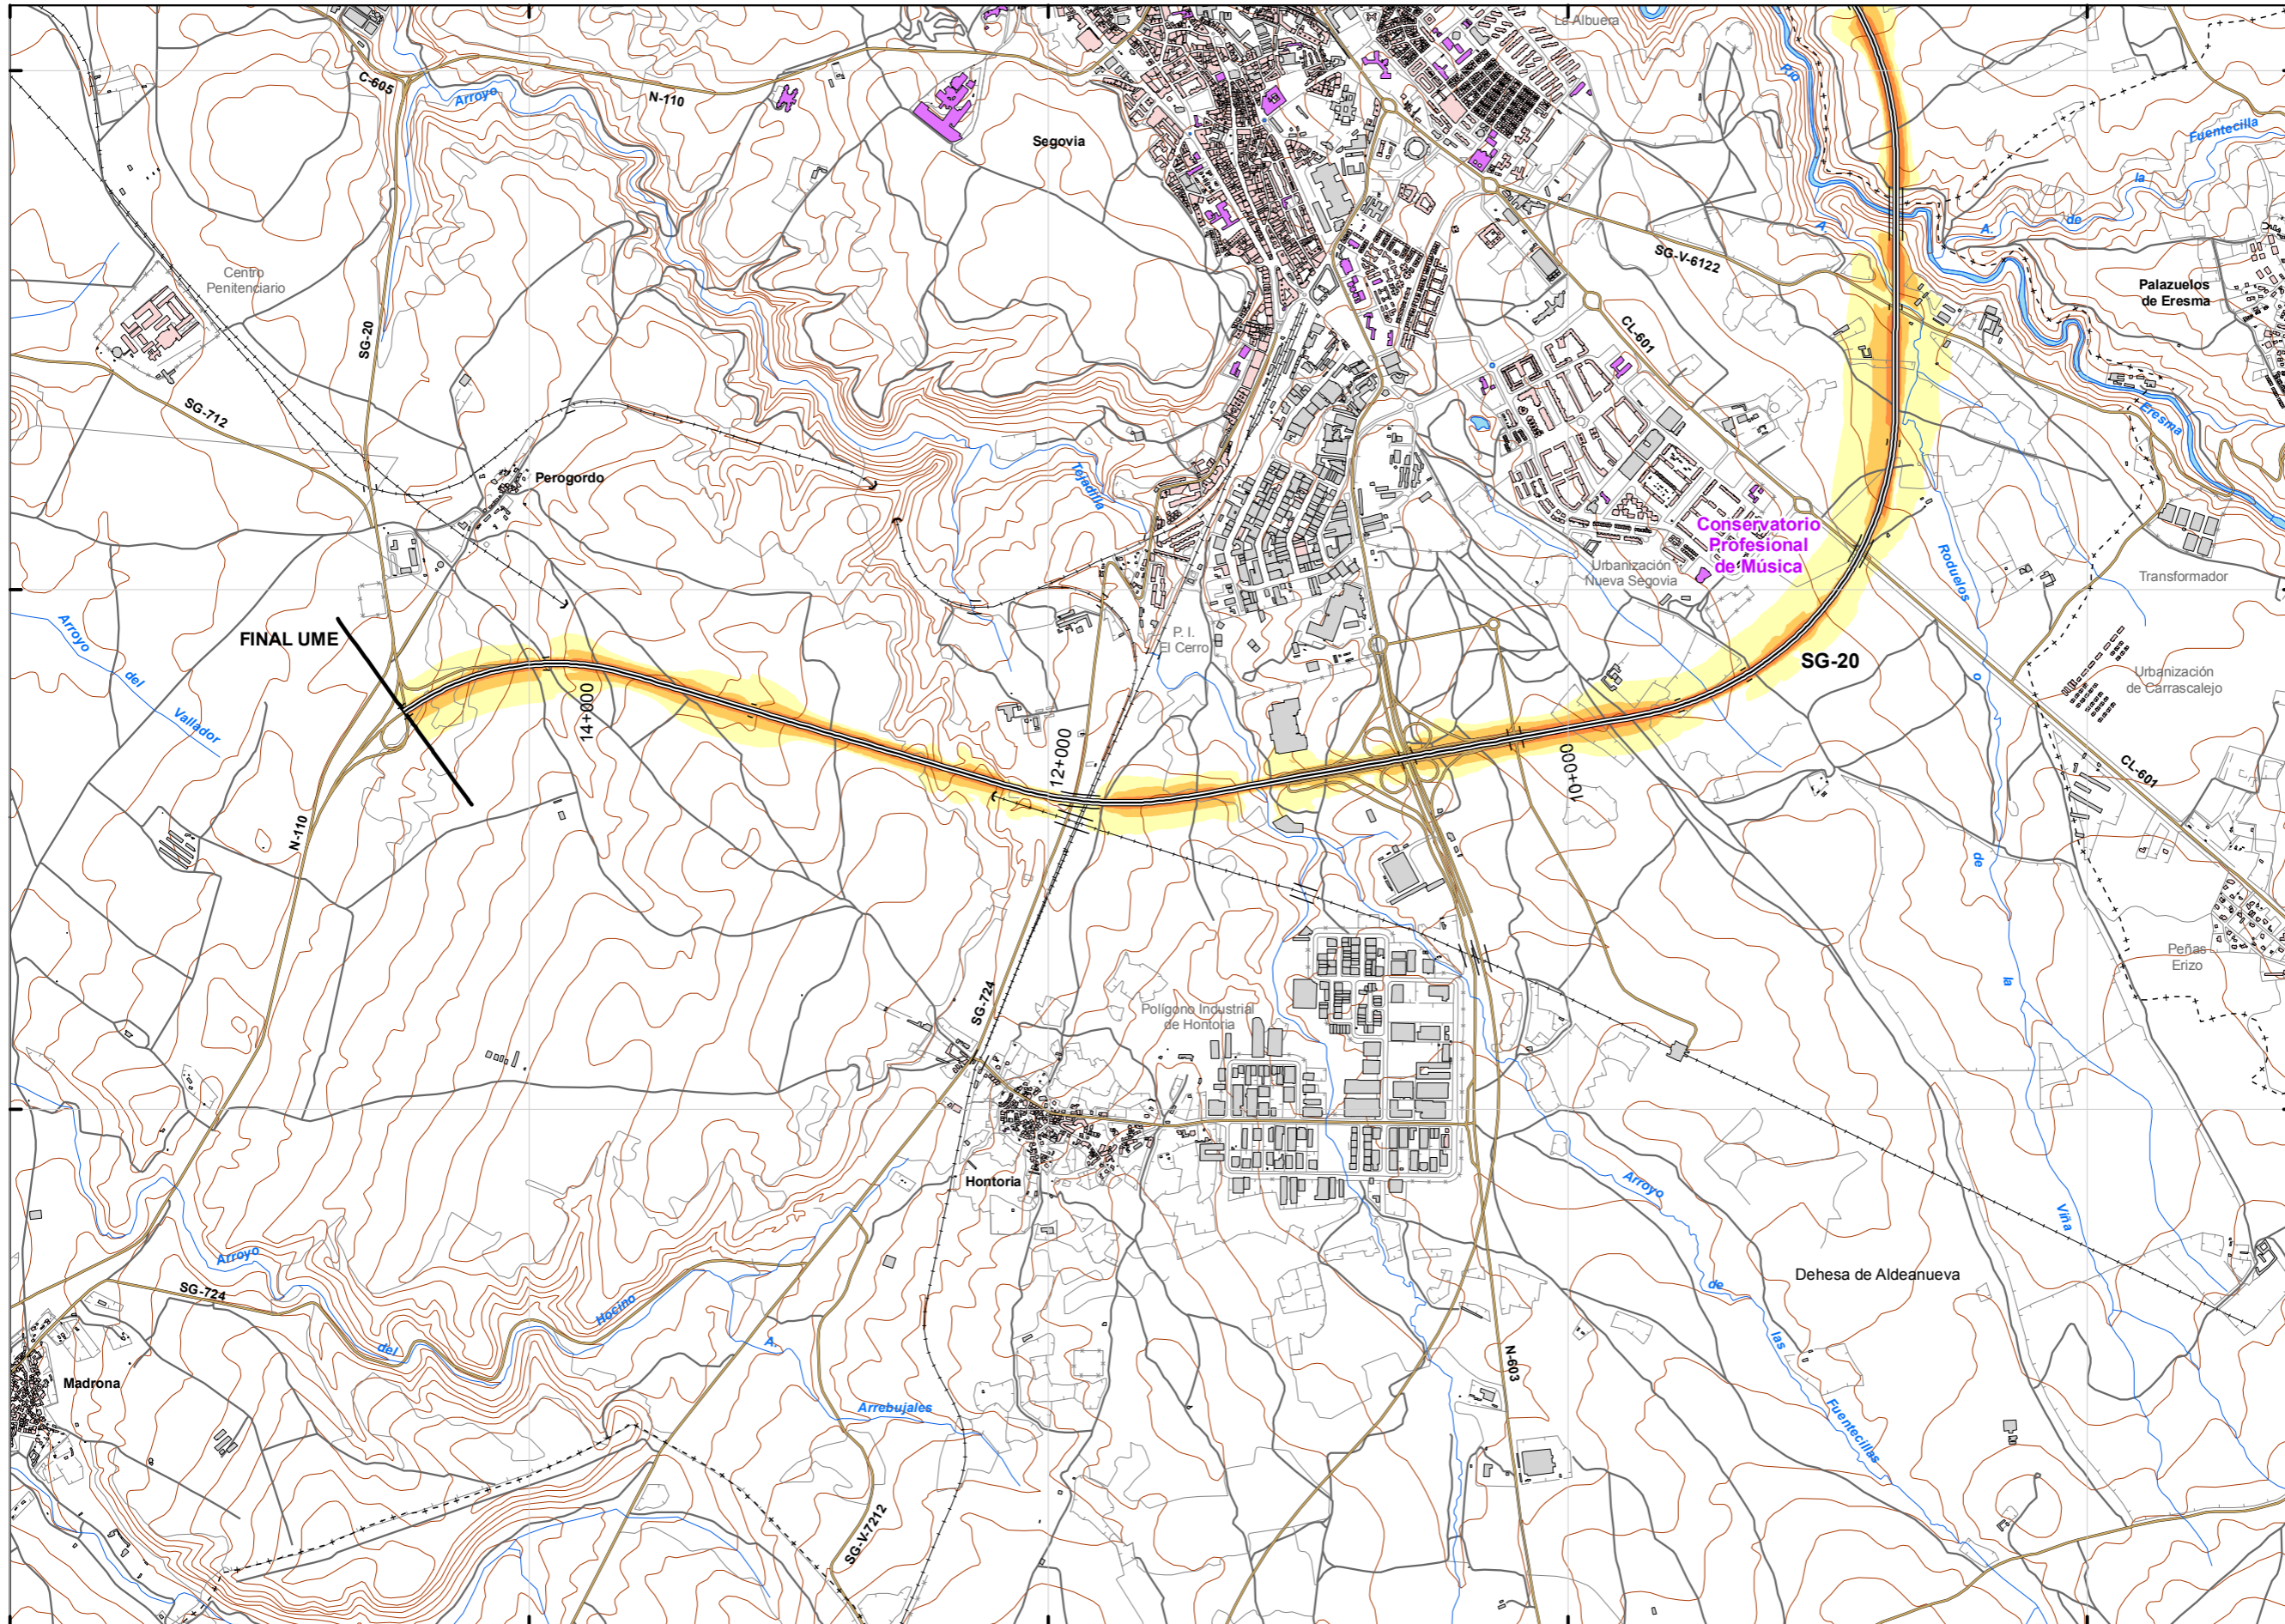 La Albuera
C-605
Arroyo
N-110
Segovia
Río
Fuentecilla
la
de
A.
A.
SG-V-6122
Centro
Penitenciario
Palazuelos
de Eresma
SG-20
CL-601
SG-712
Eresma
Perogordo
Tejadilla
Conservatorio
Profesional
de Música
Urbanización
Nueva Segovia
Roduelos
Transformador
Arroyo
del
Vallador
FINAL UME
P. I.
El Cerro
SG-20
o
Urbanización
de Carrascalejo
14+000
12+000
10+000
CL-601
N-110
de
la
Peñas
Erizo
SG-724
Polígono Industrial
de Hontoria
Hontoria
Arroyo
Viña
Arroyo
SG-724
Hocino
del
de
Dehesa de Aldeanueva
las
A.
Madrona
N-603
Arrebujales
Fuentecillas
SG-V-7212